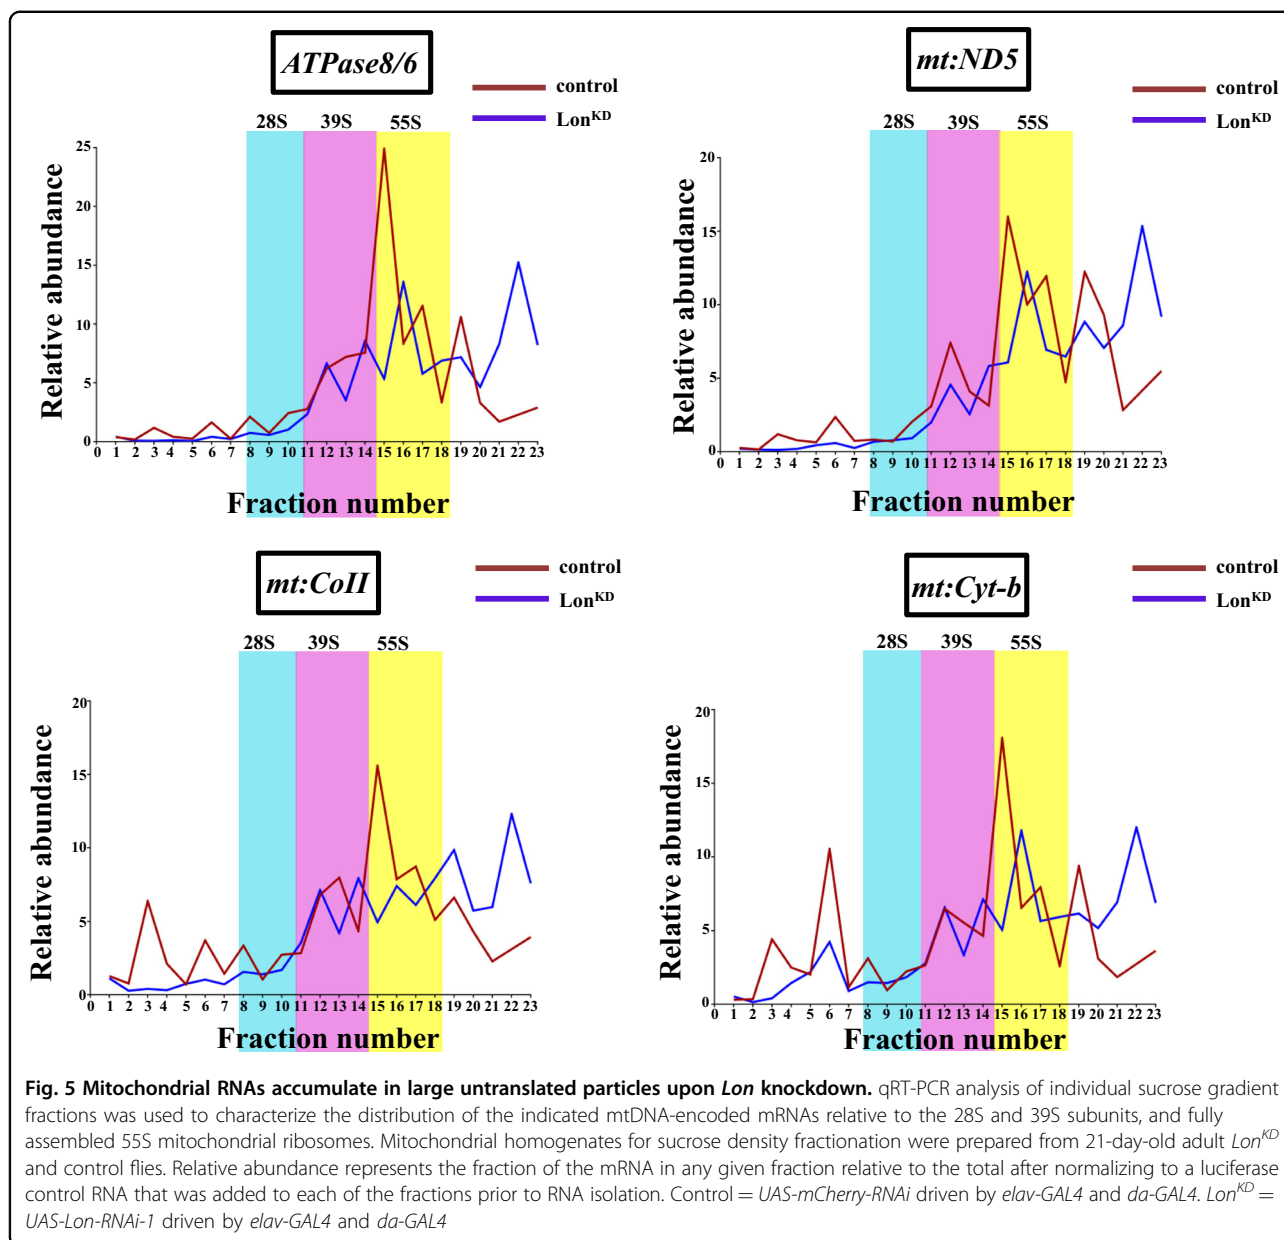 ATPase8/6
control
Lon^KD
28S 39S 55S
25
20
15
10
5
0
Relative abundance
0 1 2 3 4 5 6 7 8 9 10 11 12 13 14 15 16 17 18 19 20 21 22 23
Fraction number
mt:ND5
control
Lon^KD
28S 39S 55S
20
15
10
5
0
Relative abundance
0 1 2 3 4 5 6 7 8 9 10 11 12 13 14 15 16 17 18 19 20 21 22 23
Fraction number
mt:CoII
control
Lon^KD
28S 39S 55S
20
15
10
5
0
Relative abundance
0 1 2 3 4 5 6 7 8 9 10 11 12 13 14 15 16 17 18 19 20 21 22 23
Fraction number
mt:Cyt-b
control
Lon^KD
28S 39S 55S
20
15
10
5
0
Relative abundance
0 1 2 3 4 5 6 7 8 9 10 11 12 13 14 15 16 17 18 19 20 21 22 23
Fraction number
Fig. 5 Mitochondrial RNAs accumulate in large untranslated particles upon Lon knockdown. qRT-PCR analysis of individual sucrose gradient
fractions was used to characterize the distribution of the indicated mtDNA-encoded mRNAs relative to the 28S and 39S subunits, and fully
assembled 55S mitochondrial ribosomes. Mitochondrial homogenates for sucrose density fractionation were prepared from 21-day-old adult Lon^KD
and control flies. Relative abundance represents the fraction of the mRNA in any given fraction relative to the total after normalizing to a luciferase
control RNA that was added to each of the fractions prior to RNA isolation. Control = UAS-mCherry-RNAi driven by elav-GAL4 and da-GAL4. Lon^KD =
UAS-Lon-RNAi-1 driven by elav-GAL4 and da-GAL4